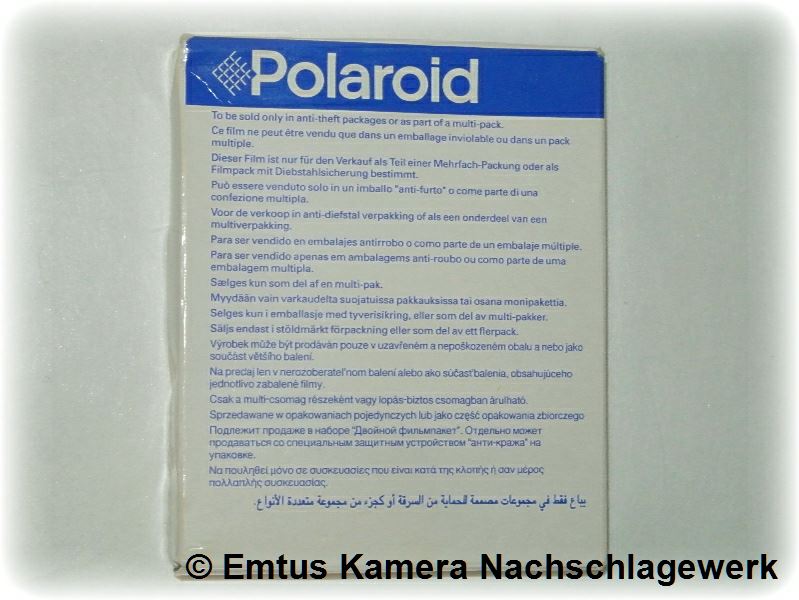 Polaroid
To be sold only in anti-theft packages or as part of a multi-pack.
Ce film ne peut être vendu que dans un emballage inviolable ou dans un pack
multiple.
Dieser Film ist nur für den Verkauf als Teil einer Mehrfach-Packung oder als
Filmpack mit Diebstahlsicherung bestimmt.
Può essere venduto solo in un imballo "anti-furto" o come parte di una
confezione multipla.
Voor de verkoop in anti-diefstal verpakking of als een onderdeel van een
multiverpakking.
Para ser vendido en embalajes antirrobo o como parte de un embalaje múltiple.
Para ser vendido apenas em ambalagems anti-roubo ou como parte de uma
embalagem multipla.
Sælges kun som del af en multi-pak.
Myydään vain varkaudelta suojatuissa pakkauksissa tai osana monipakettia.
Selges kun i emballasje med tyverisikring, eller som del av multi-pakker.
Säljs endast i stöldmärkt förpackning eller som del av ett flerpack.
Výrobek může být prodáván pouze v uzavřeném a nepoškozeném obalu a nebo jako
součást většího balení.
Na predaj len v nerozoberateľnom balení alebo ako súčasť balenia, obsahujúceho
jednotlivo zabalené filmy.
Csak a multi-csomag részeként vagy lopás-biztos csomagban árulható.
Sprzedawane w opakowaniach pojedynczych lub jako część opakowania zbiorczego
Подлежит продаже в наборе "Двойной фильмпакет". Отдельно может
продаваться со специальным защитным устройством "анти-кража" на
упаковке.
Να πουληθεί μόνο σε συσκευασίες που είναι κατά της κλοπής ή σαν μέρος
πολλαπλής συσκευασίας.
يباع فقط في مجموعات مصممة للحماية من السرقة أو كجزء من مجموعة متعددة الأنواع.
© Emtus Kamera Nachschlagewerk